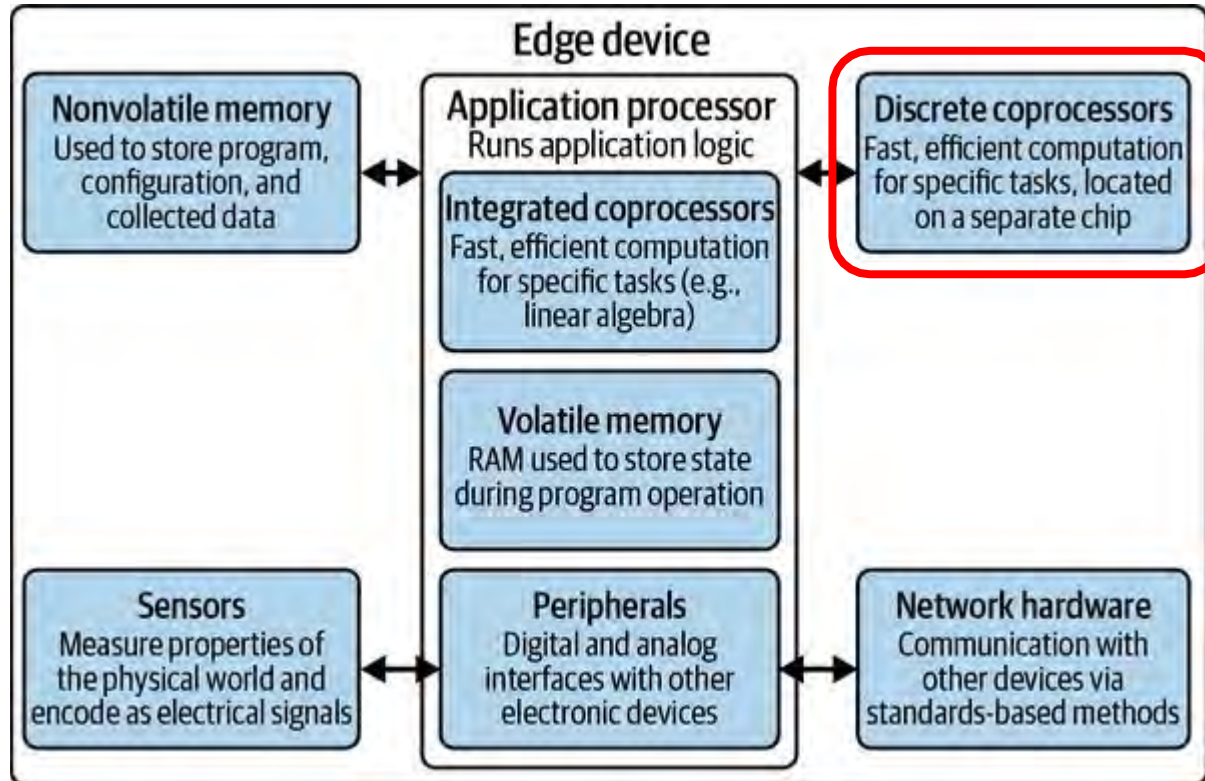 Edge device
Nonvolatile memory
Used to store program,
configuration, and
collected data
Application processor
Runs application logic
Integrated coprocessors
Fast, efficient computation
for specific tasks (e.g.,
linear algebra)
Volatile memory
RAM used to store state
during program operation
Discrete coprocessors
Fast, efficient computation
for specific tasks, located
on a separate chip
Sensors
Measure properties of
the physical world and
encode as electrical signals
Peripherals
Digital and analog
interfaces with other
electronic devices
Network hardware
Communication with
other devices via
standards-based methods